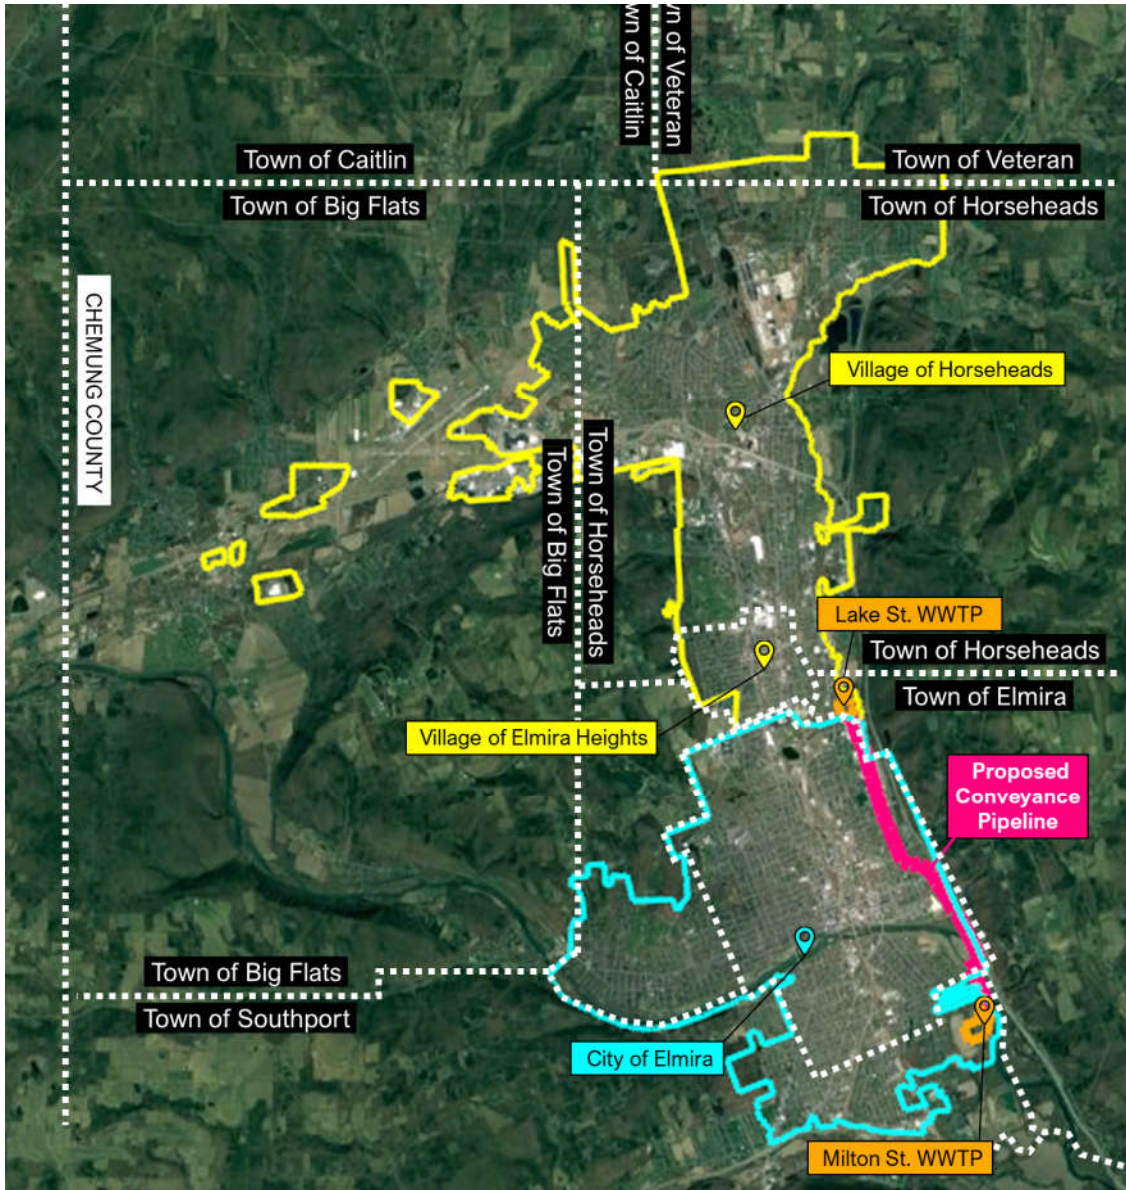 wn of Veteran
wn of Caitlin
Town of Caitlin
Town of Veteran
Town of Big Flats
Town of Horseheads
CHEMUNG COUNTY
Village of Horseheads
Town of Horseheads
Town of Big Flats
Lake St. WWTP
Town of Horseheads
Town of Elmira
Village of Elmira Heights
Proposed
Conveyance
Pipeline
Town of Big Flats
Town of Southport
City of Elmira
Milton St. WWTP